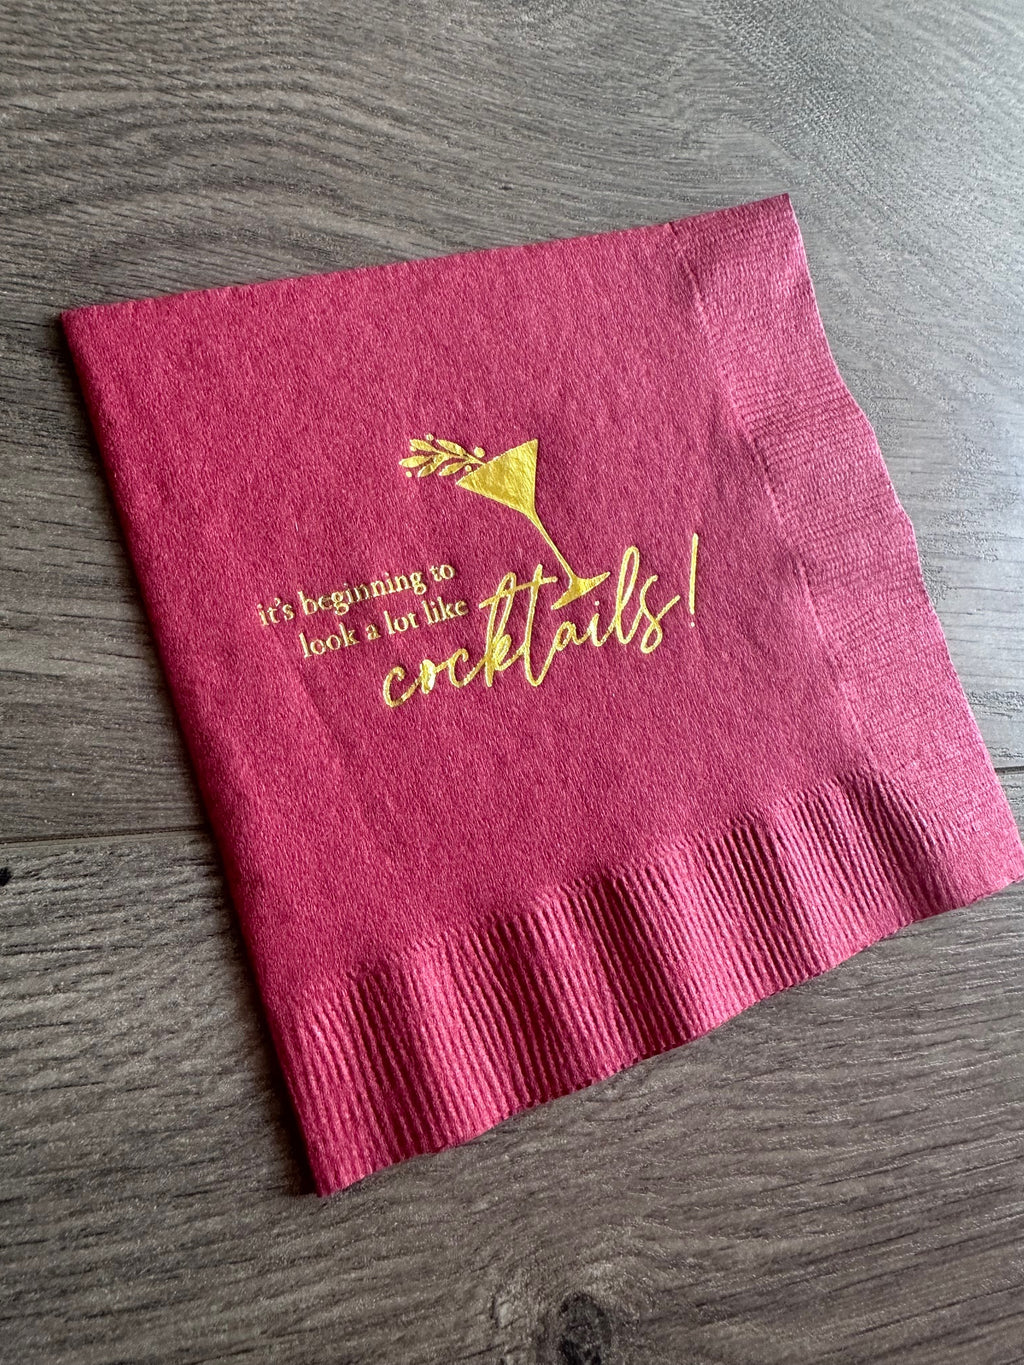 it's beginning to
look a lot like
cocktails!